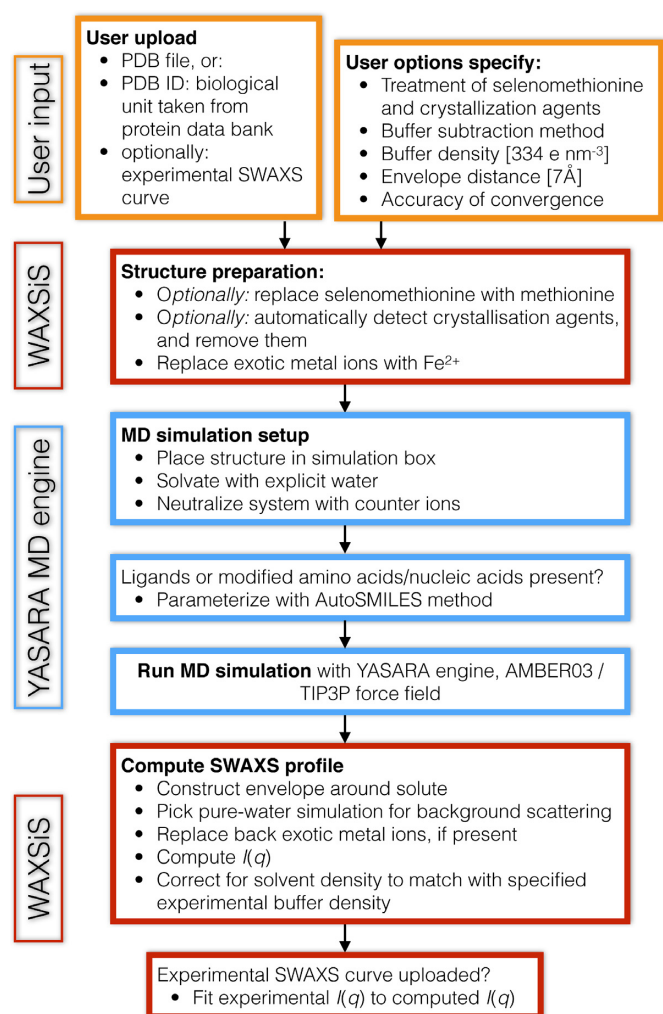 User input
User upload
• PDB file, or:
• PDB ID: biological
unit taken from
protein data bank
• optionally:
experimental SWAXS
curve
User options specify:
• Treatment of selenomethionine
and crystallization agents
• Buffer subtraction method
• Buffer density [334 e nm⁻³]
• Envelope distance [7Å]
• Accuracy of convergence
WAXSiS
Structure preparation:
• Optionally: replace selenomethionine with methionine
• Optionally: automatically detect crystallisation agents,
and remove them
• Replace exotic metal ions with Fe²⁺
YASARA MD engine
MD simulation setup
• Place structure in simulation box
• Solvate with explicit water
• Neutralize system with counter ions
Ligands or modified amino acids/nucleic acids present?
• Parameterize with AutoSMILES method
Run MD simulation with YASARA engine, AMBER03 /
TIP3P force field
WAXSiS
Compute SWAXS profile
• Construct envelope around solute
• Pick pure-water simulation for background scattering
• Replace back exotic metal ions, if present
• Compute I(q)
• Correct for solvent density to match with specified
experimental buffer density
Experimental SWAXS curve uploaded?
• Fit experimental I(q) to computed I(q)